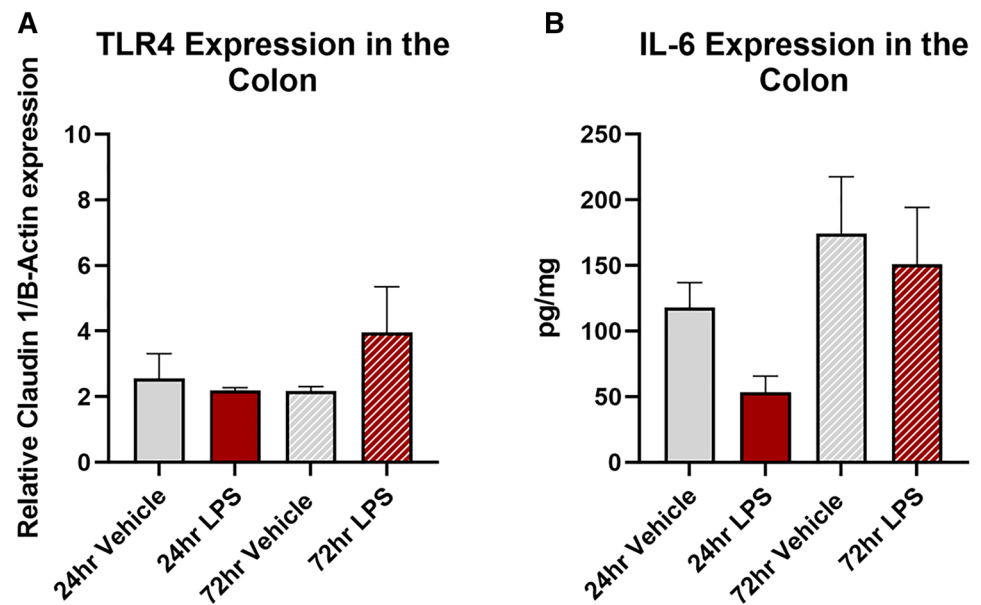 A
TLR4 Expression in the
Colon
Relative Claudin 1/B-Actin expression
10
8
6
4
2
0
24hr Vehicle
24hr LPS
72hr Vehicle
72hr LPS
B
IL-6 Expression in the
Colon
pg/mg
250
200
150
100
50
0
24hr Vehicle
24hr LPS
72hr Vehicle
72hr LPS